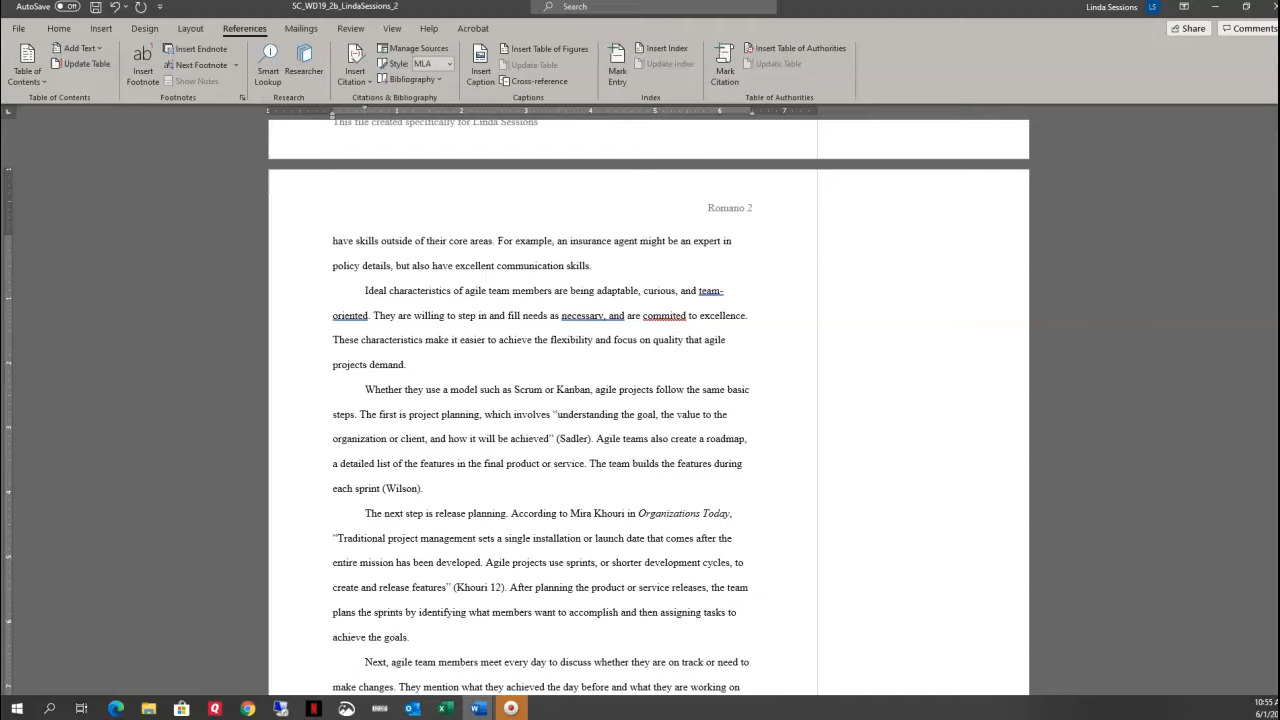 AutoSave Off SC_WD19_2b_LindaSessions_2 Search Linda Sessions LS
File Home Insert Design Layout References Mailings Review View Help Acrobat Share Comments
Table of Contents
Add Text
Update Table
Table of Contents
ab
Insert Footnote
Insert Endnote
Next Footnote
Show Notes
Footnotes
Smart Lookup
Researcher
Research
Insert Citation
Manage Sources
Style: MLA
Bibliography
Citations & Bibliography
Insert Caption
Insert Table of Figures
Update Table
Cross-reference
Captions
Mark Entry
Insert Index
Update Index
Index
Mark Citation
Insert Table of Authorities
Update Table
Table of Authorities
1 1 2 3 4 5 6 7
This file created specifically for Linda Sessions
Romano 2
have skills outside of their core areas. For example, an insurance agent might be an expert in
policy details, but also have excellent communication skills.
Ideal characteristics of agile team members are being adaptable, curious, and team-
oriented. They are willing to step in and fill needs as necessary, and are commited to excellence.
These characteristics make it easier to achieve the flexibility and focus on quality that agile
projects demand.
Whether they use a model such as Scrum or Kanban, agile projects follow the same basic
steps. The first is project planning, which involves “understanding the goal, the value to the
organization or client, and how it will be achieved” (Sadler). Agile teams also create a roadmap,
a detailed list of the features in the final product or service. The team builds the features during
each sprint (Wilson).
The next step is release planning. According to Mira Khouri in Organizations Today,
“Traditional project management sets a single installation or launch date that comes after the
entire mission has been developed. Agile projects use sprints, or shorter development cycles, to
create and release features” (Khouri 12). After planning the product or service releases, the team
plans the sprints by identifying what members want to accomplish and then assigning tasks to
achieve the goals.
Next, agile team members meet every day to discuss whether they are on track or need to
make changes. They mention what they achieved the day before and what they are working on
10:55
6/1/20